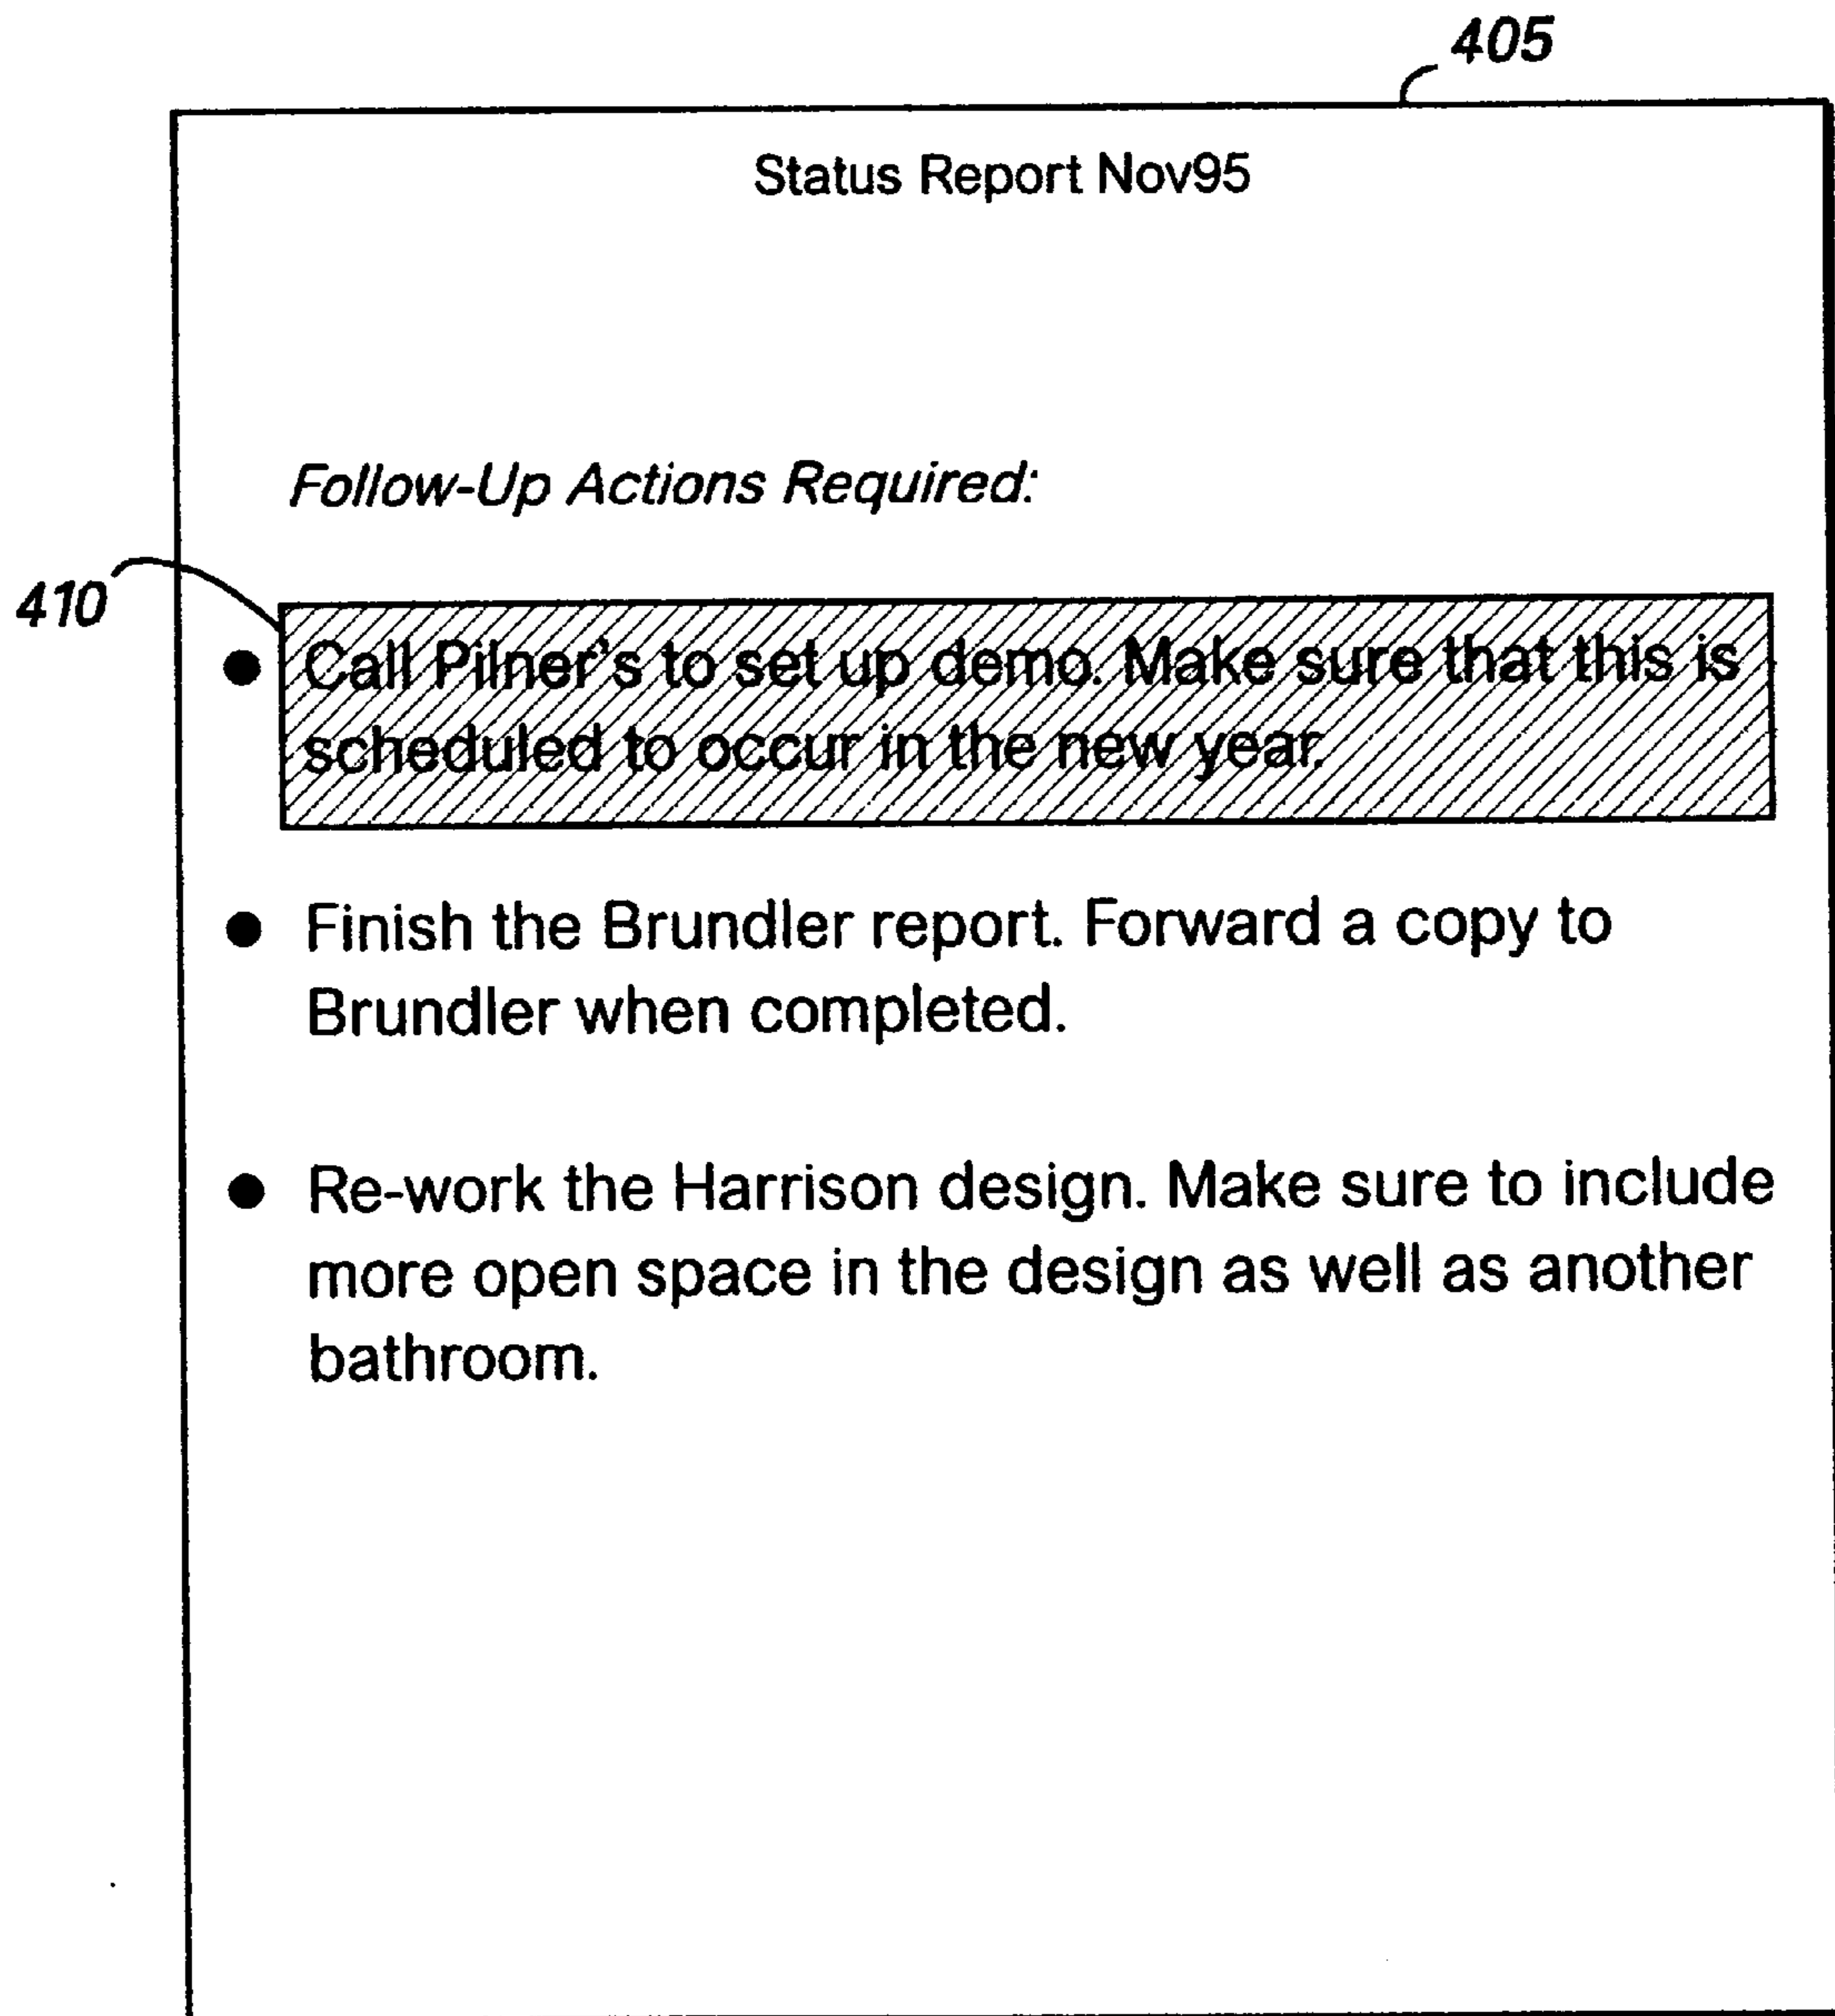 405
Status Report Nov95
Follow-Up Actions Required:
410
● Call Pilner's to set up demo. Make sure that this is
scheduled to occur in the new year.
● Finish the Brundler report. Forward a copy to
Brundler when completed.
● Re-work the Harrison design. Make sure to include
more open space in the design as well as another
bathroom.